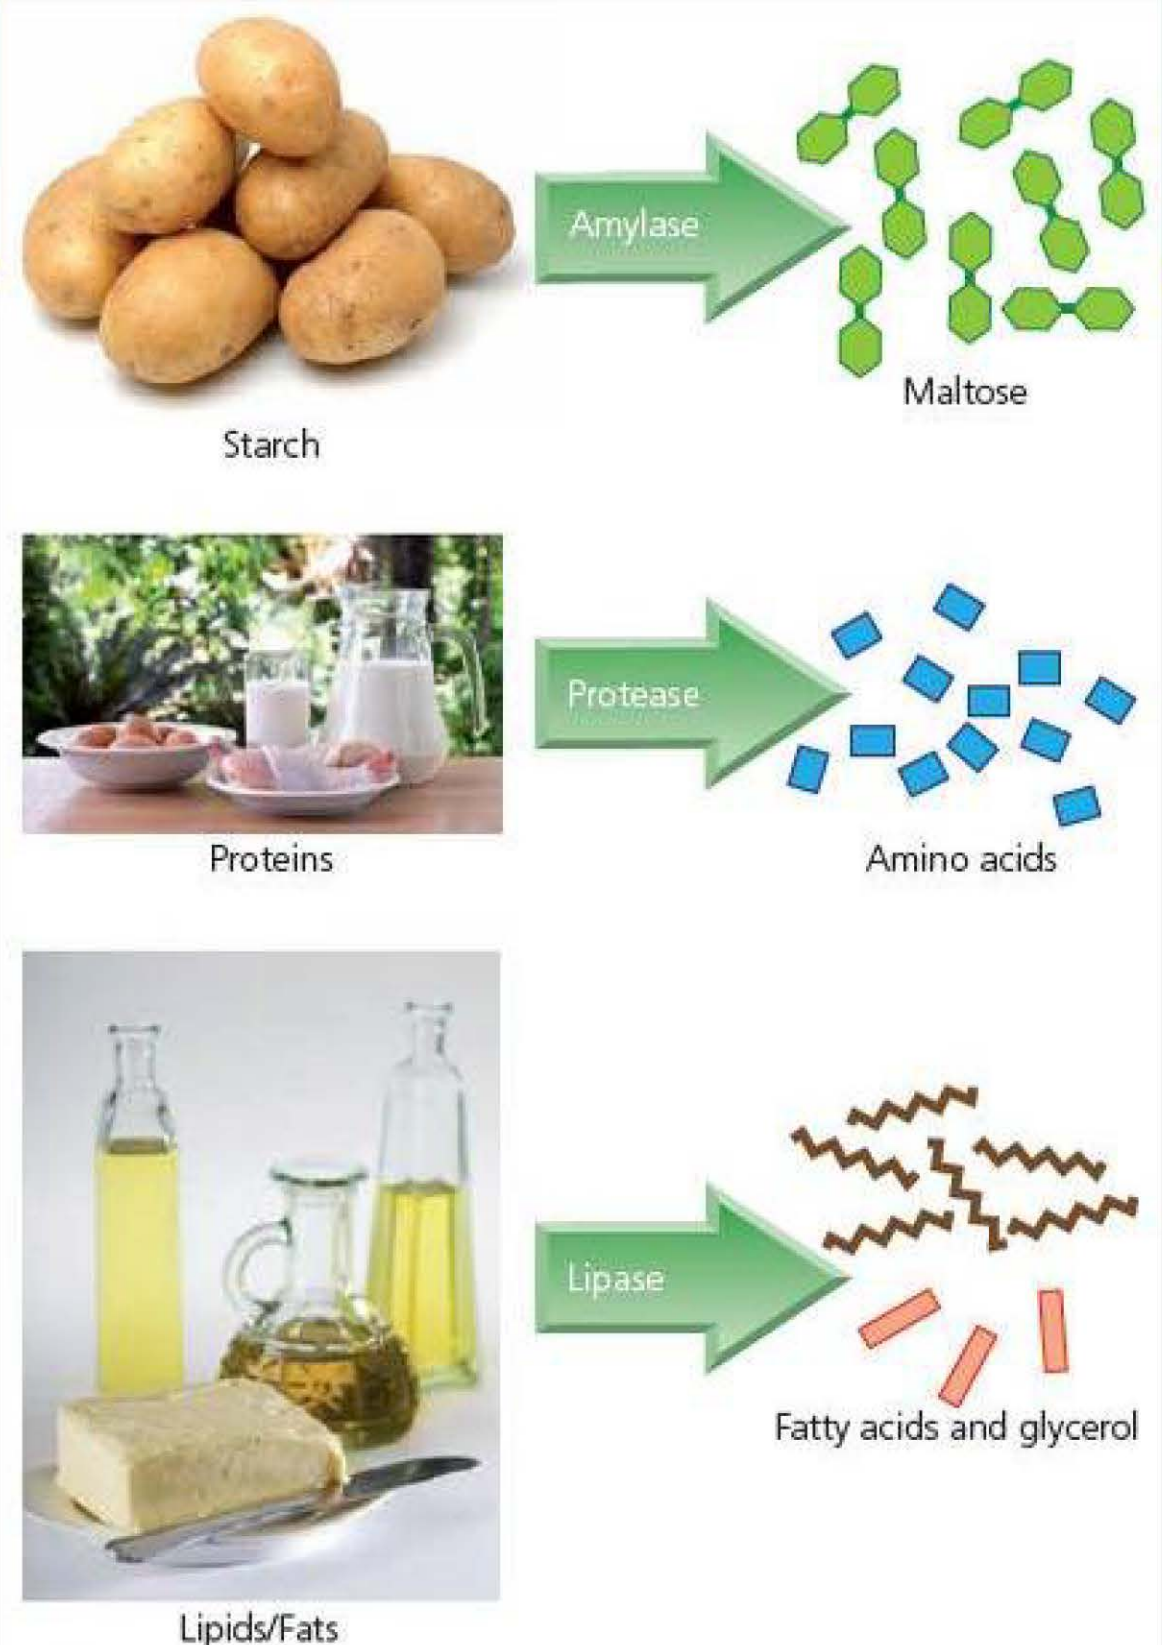 Amylase
Maltose
Starch
Protease
Proteins
Amino acids
Lipase
Fatty acids and glycerol
Lipids/Fats